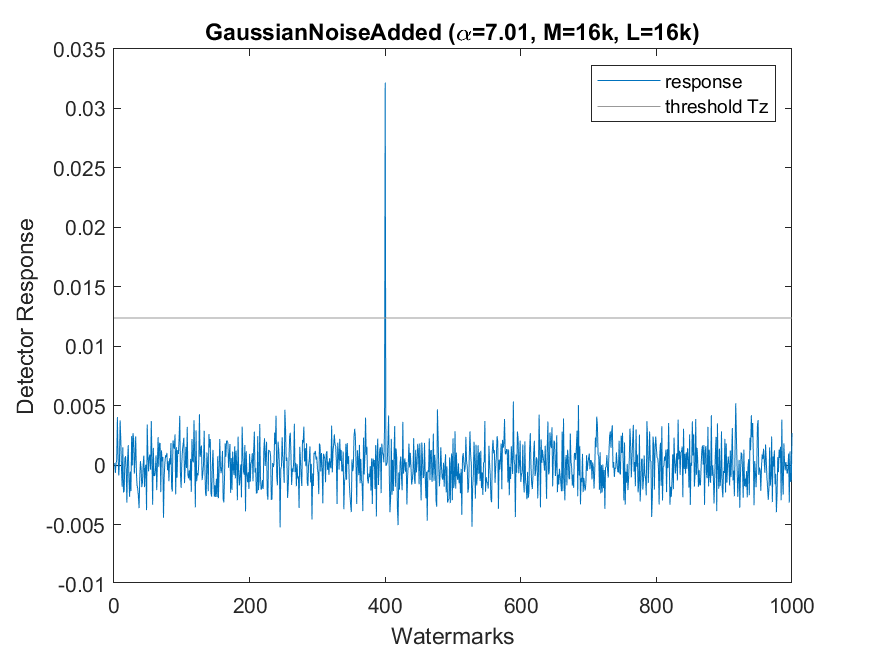 GaussianNoiseAdded (α=7.01, M=16k, L=16k)
0.035
0.03
0.025
0.02
0.015
0.01
0.005
0
-0.005
-0.01
Detector Response
response
threshold Tz
0 200 400 600 800 1000
Watermarks